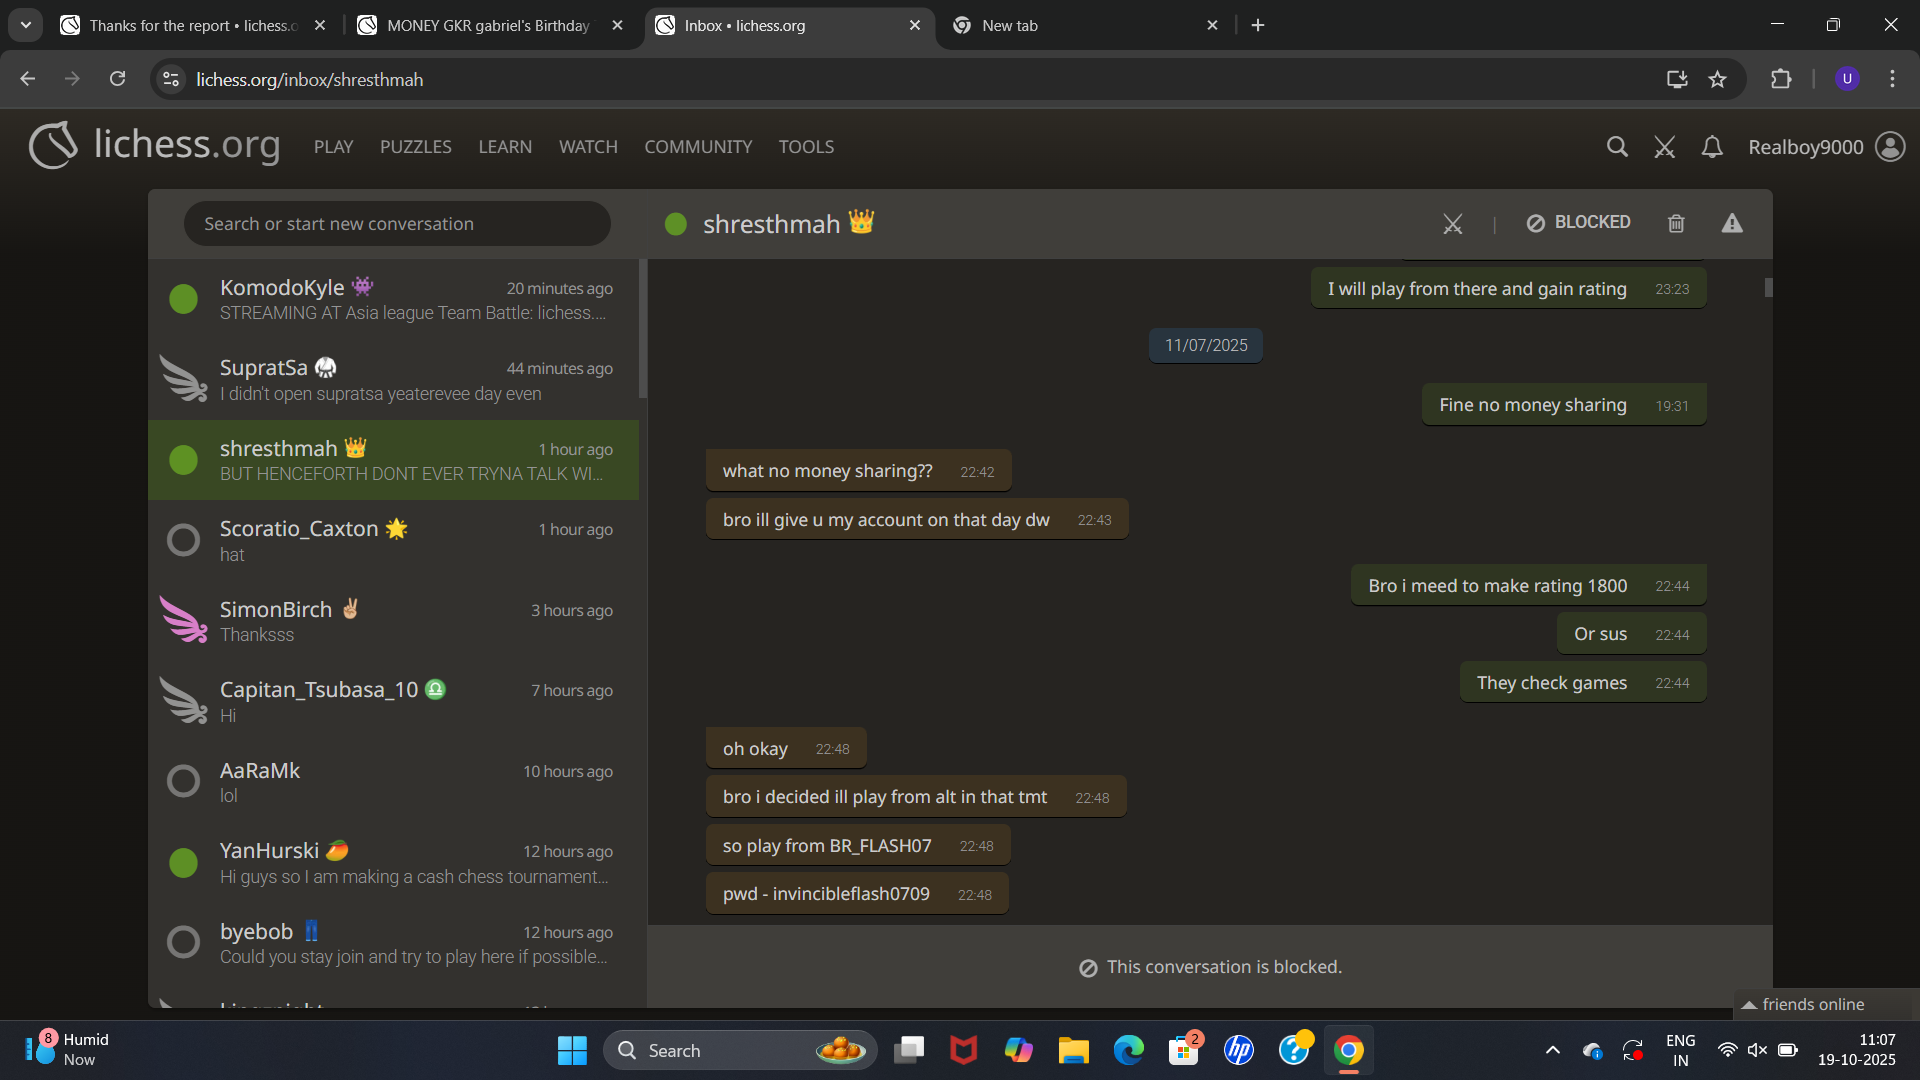 Thanks for the report • lichess.o
MONEY GKR gabriel's Birthday
Inbox • lichess.org
New tab
lichess.org/inbox/shresthmah
U
lichess.org
PLAY
PUZZLES
LEARN
WATCH
COMMUNITY
TOOLS
Realboy9000
Search or start new conversation
shresthmah
BLOCKED
KomodoKyle
20 minutes ago
STREAMING AT Asia league Team Battle: lichess....
SupratSa
44 minutes ago
I didn't open supratsa yeaterevee day even
shresthmah
1 hour ago
BUT HENCEFORTH DONT EVER TRYNA TALK WI...
Scoratio_Caxton
1 hour ago
hat
SimonBirch
3 hours ago
Thanksss
Capitan_Tsubasa_10
7 hours ago
Hi
AaRaMk
10 hours ago
lol
YanHurski
12 hours ago
Hi guys so I am making a cash chess tournament...
byebob
12 hours ago
Could you stay join and try to play here if possible...
I will play from there and gain rating 23:23
11/07/2025
Fine no money sharing 19:31
what no money sharing?? 22:42
bro ill give u my account on that day dw 22:43
Bro i meed to make rating 1800 22:44
Or sus 22:44
They check games 22:44
oh okay 22:48
bro i decided ill play from alt in that tmt 22:48
so play from BR_FLASH07 22:48
pwd - invincibleflash0709 22:48
This conversation is blocked.
friends online
8
Humid
Now
Search
2
ENG
IN
11:07
19-10-2025